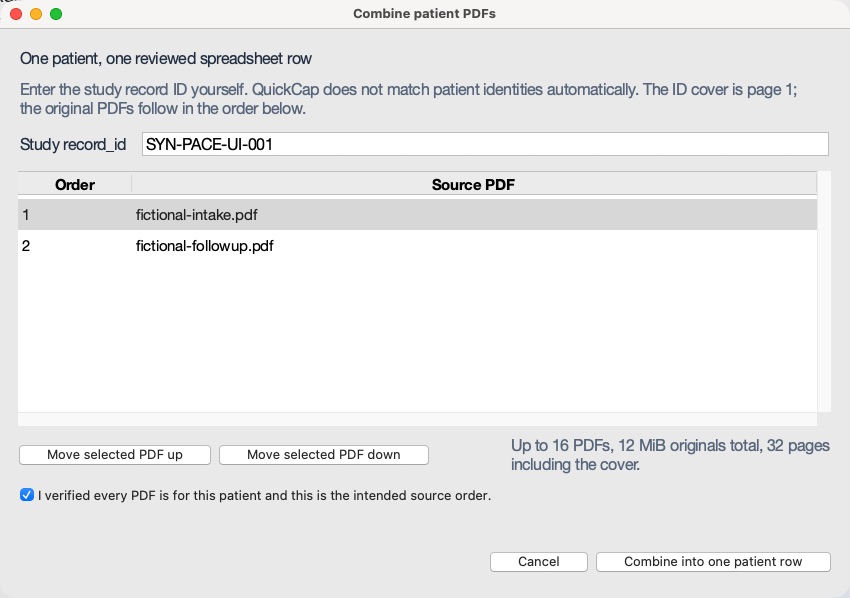 Combine patient PDFs
One patient, one reviewed spreadsheet row
Enter the study record ID yourself. QuickCap does not match patient identities automatically. The ID cover is page 1;
the original PDFs follow in the order below.
Study record_id SYN-PACE-UI-001
Order Source PDF
1 fictional-intake.pdf
2 fictional-followup.pdf
Move selected PDF up Move selected PDF down
Up to 16 PDFs, 12 MiB originals total, 32 pages
including the cover.
I verified every PDF is for this patient and this is the intended source order.
Cancel Combine into one patient row